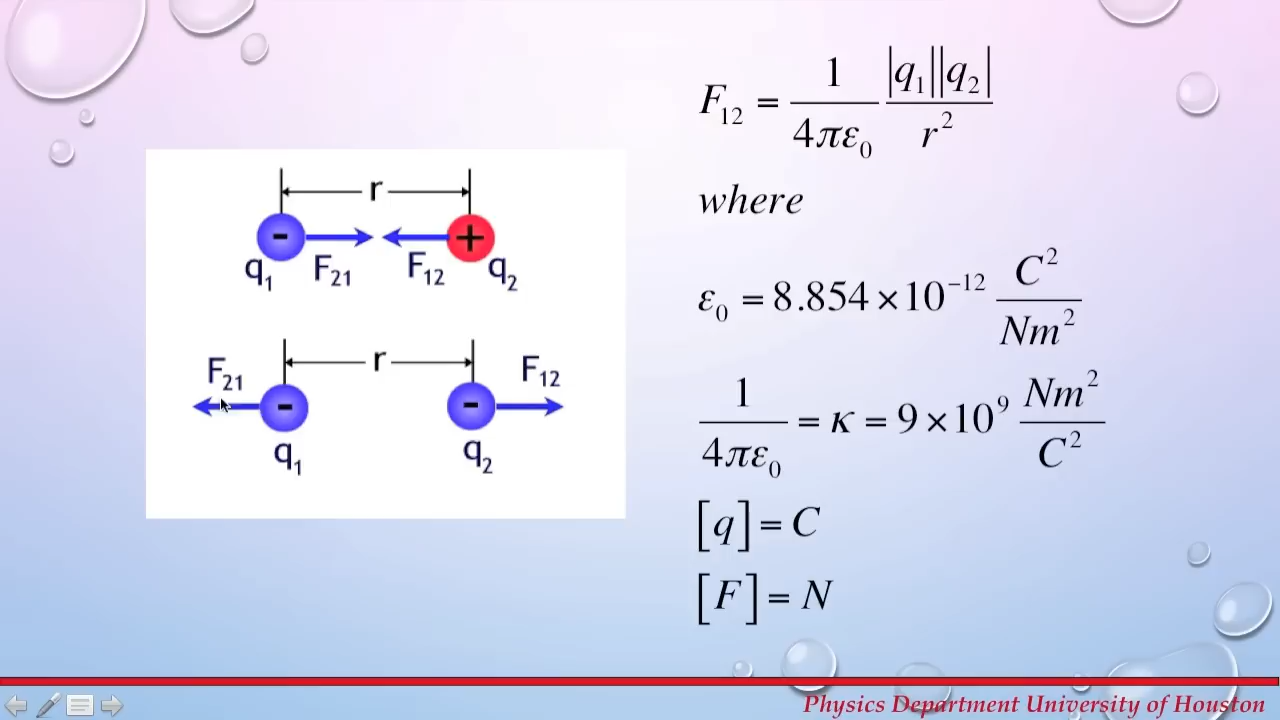 r
- +
q₁ F₂₁ F₁₂ q₂
r
F₂₁ F₁₂
- -
q₁ q₂
F₁₂ = 1/(4πε₀) |q₁||q₂|/r²
where
ε₀ = 8.854 × 10⁻¹² C²/Nm²
1/(4πε₀) = κ = 9 × 10⁹ Nm²/C²
[q] = C
[F] = N
Physics Department University of Houston